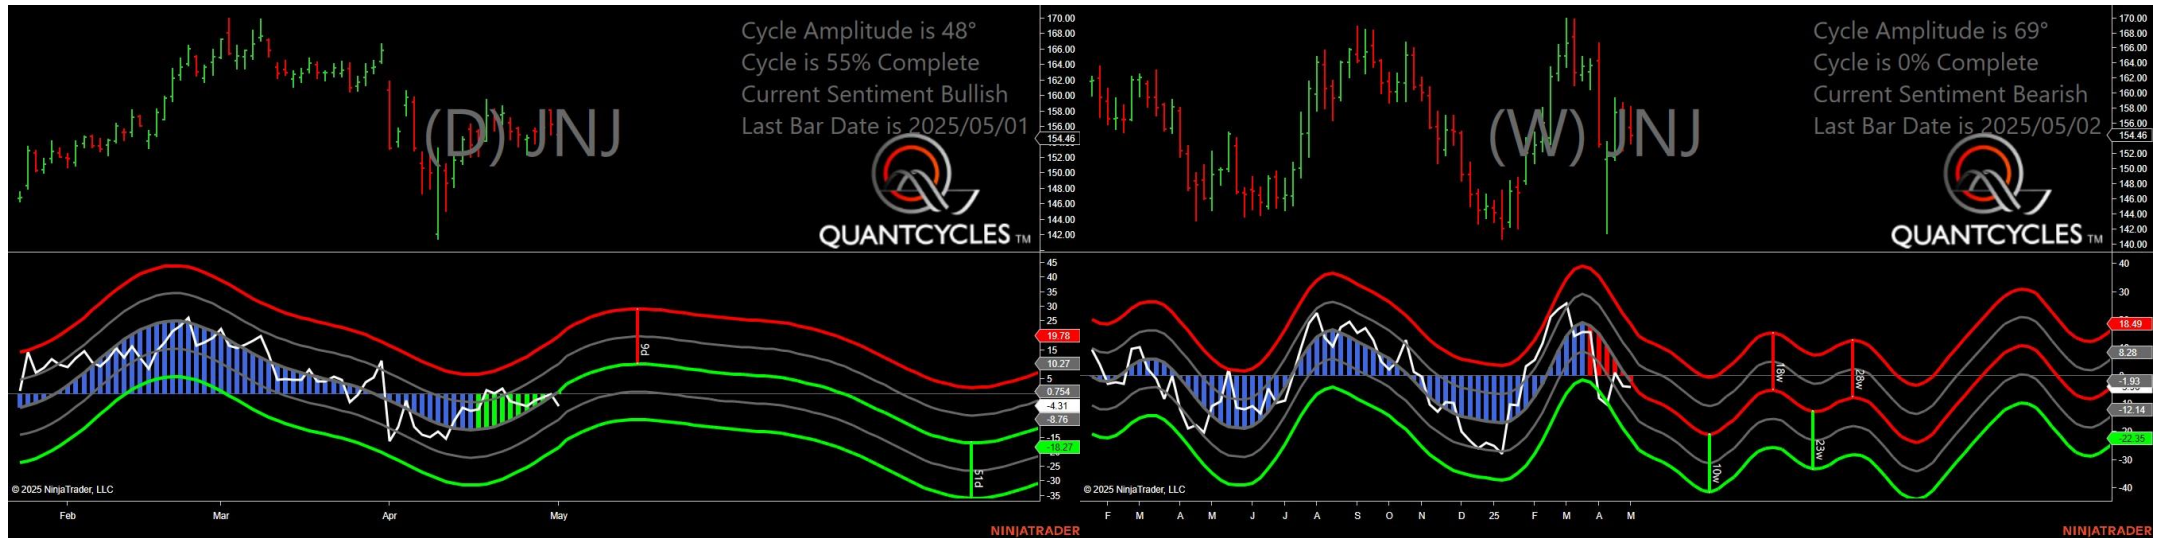 Cycle Amplitude is 48°
Cycle is 55% Complete
Current Sentiment Bullish
Last Bar Date is 2025/05/01
(D) JNJ
QUANTCYCLES TM
170.00
168.00
166.00
164.00
162.00
160.00
158.00
156.00
154.46
152.00
150.00
148.00
146.00
144.00
142.00
45
40
35
30
25
19.78
15
10.27
5
0.754
-4.31
-8.76
-15
-18.27
-25
-30
-35
9d
51d
© 2025 NinjaTrader, LLC
Feb Mar Apr May
NINJATRADER
Cycle Amplitude is 69°
Cycle is 0% Complete
Current Sentiment Bearish
Last Bar Date is 2025/05/02
(W) JNJ
QUANTCYCLES TM
170.00
168.00
166.00
164.00
162.00
160.00
158.00
156.00
154.46
152.00
150.00
148.00
146.00
144.00
142.00
140.00
40
30
18.49
8.28
-1.93
-12.14
-22.35
-30
-40
10w
18w
23w
28w
© 2025 NinjaTrader, LLC
F M A M J J A S O N D 25 F M A M
NINJATRADER